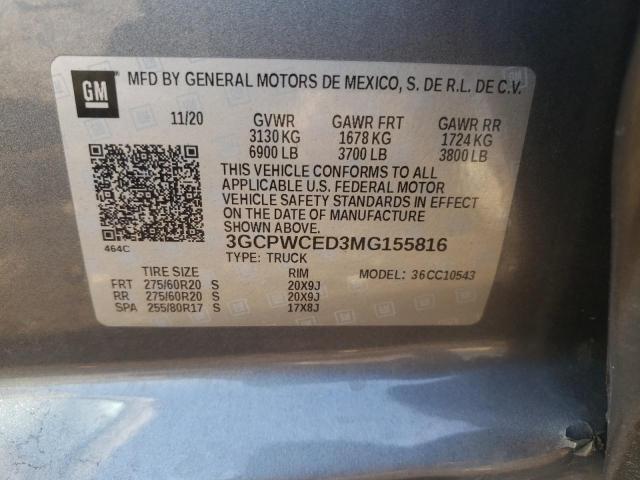 GM
MFD BY GENERAL MOTORS DE MEXICO, S. DE R.L. DE C.V.
11/20 GVWR GAWR FRT GAWR RR
3130 KG 1678 KG 1724 KG
6900 LB 3700 LB 3800 LB
THIS VEHICLE CONFORMS TO ALL
APPLICABLE U.S. FEDERAL MOTOR
VEHICLE SAFETY STANDARDS IN EFFECT
ON THE DATE OF MANUFACTURE
SHOWN ABOVE.
464C 3GCPWCED3MG155816
TYPE: TRUCK
TIRE SIZE RIM MODEL: 36CC10543
FRT 275/60R20 S 20X9J
RR 275/60R20 S 20X9J
SPA 255/80R17 S 17X8J